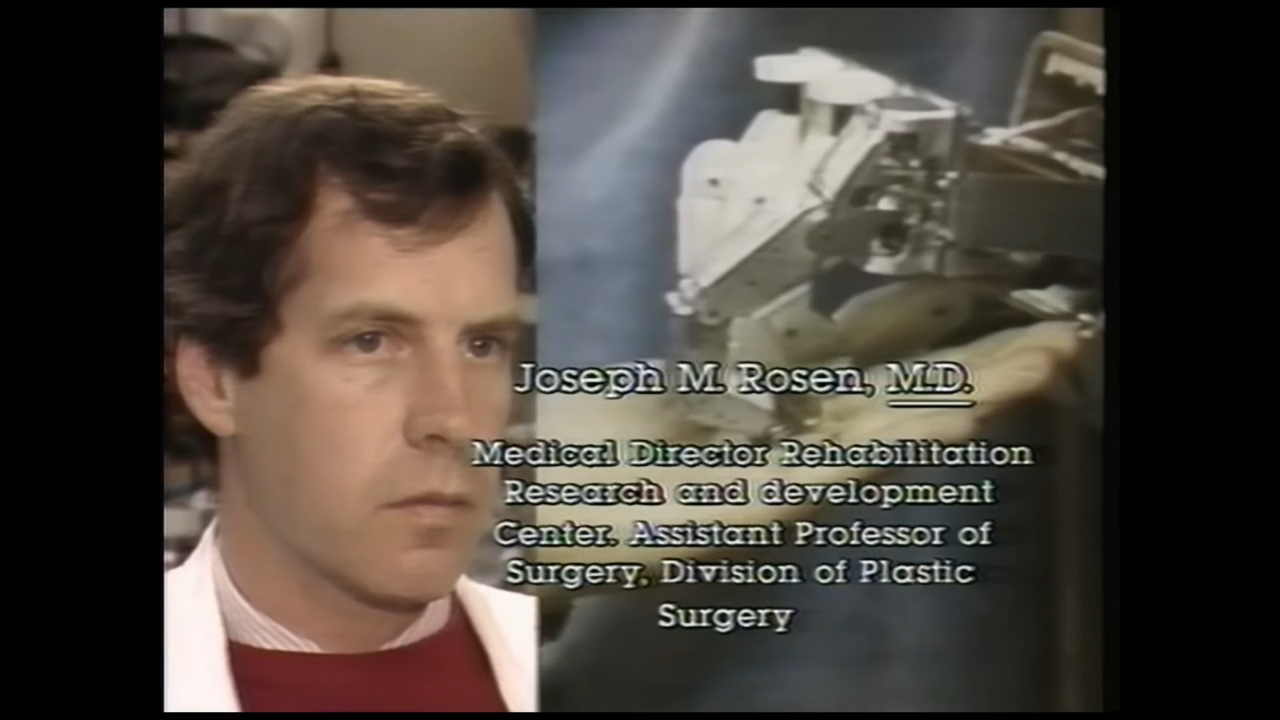 Joseph M. Rosen, M.D.
Medical Director Rehabilitation
Research and development
Center. Assistant Professor of
Surgery, Division of Plastic
Surgery